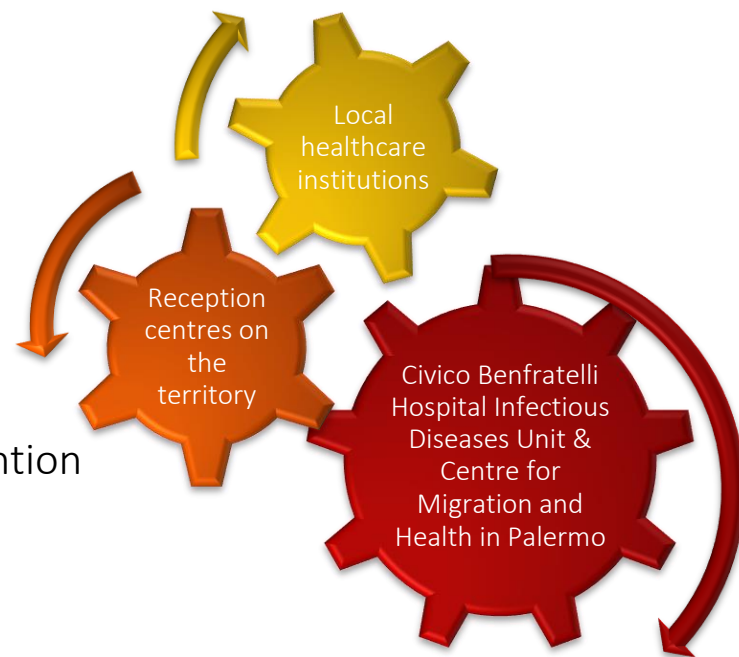 Local
healthcare
institutions
Reception
centres on
the
territory
Civico Benfratelli
Hospital Infectious
Diseases Unit &
Centre for
Migration and
Health in Palermo
ntion